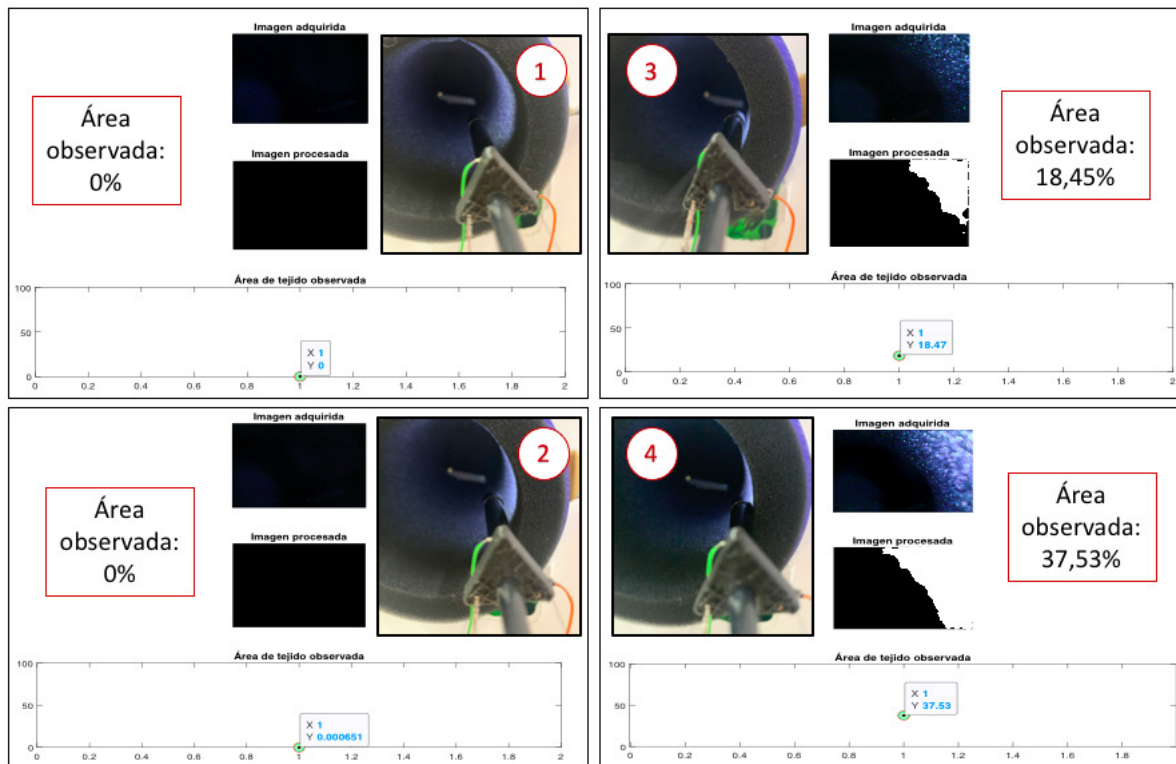 Imagen adquirida
1
Área
observada:
0%
Imagen procesada
Área de tejido observada
100
50
0
X 1
Y 0
0 0.2 0.4 0.6 0.8 1 1.2 1.4 1.6 1.8 2
3
Imagen adquirida
Imagen procesada
Área
observada:
18,45%
Área de tejido observada
100
50
0
X 1
Y 18.47
0 0.2 0.4 0.6 0.8 1 1.2 1.4 1.6 1.8 2
Imagen adquirida
2
Área
observada:
0%
Imagen procesada
Área de tejido observada
100
50
0
X 1
Y 0.000651
0 0.2 0.4 0.6 0.8 1 1.2 1.4 1.6 1.8 2
4
Imagen adquirida
Imagen procesada
Área
observada:
37,53%
Área de tejido observada
100
50
0
X 1
Y 37.53
0 0.2 0.4 0.6 0.8 1 1.2 1.4 1.6 1.8